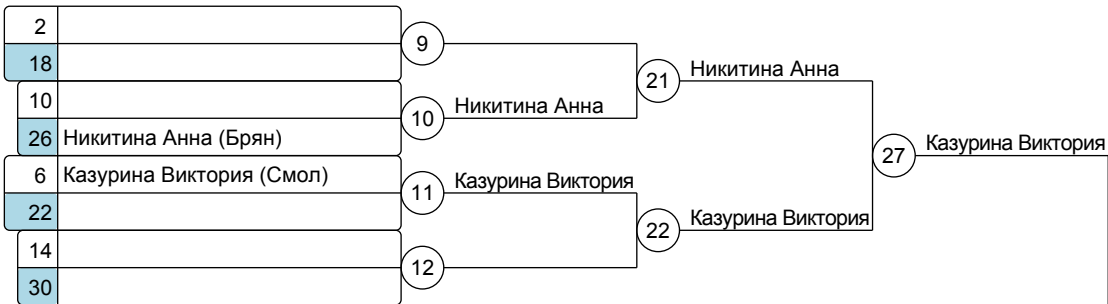 2
18
9
10
26 Никитина Анна (Брян)
10
Никитина Анна
21
Никитина Анна
6 Казурина Виктория (Смол)
22
11
Казурина Виктория
14
30
12
22
Казурина Виктория
27
Казурина Виктория